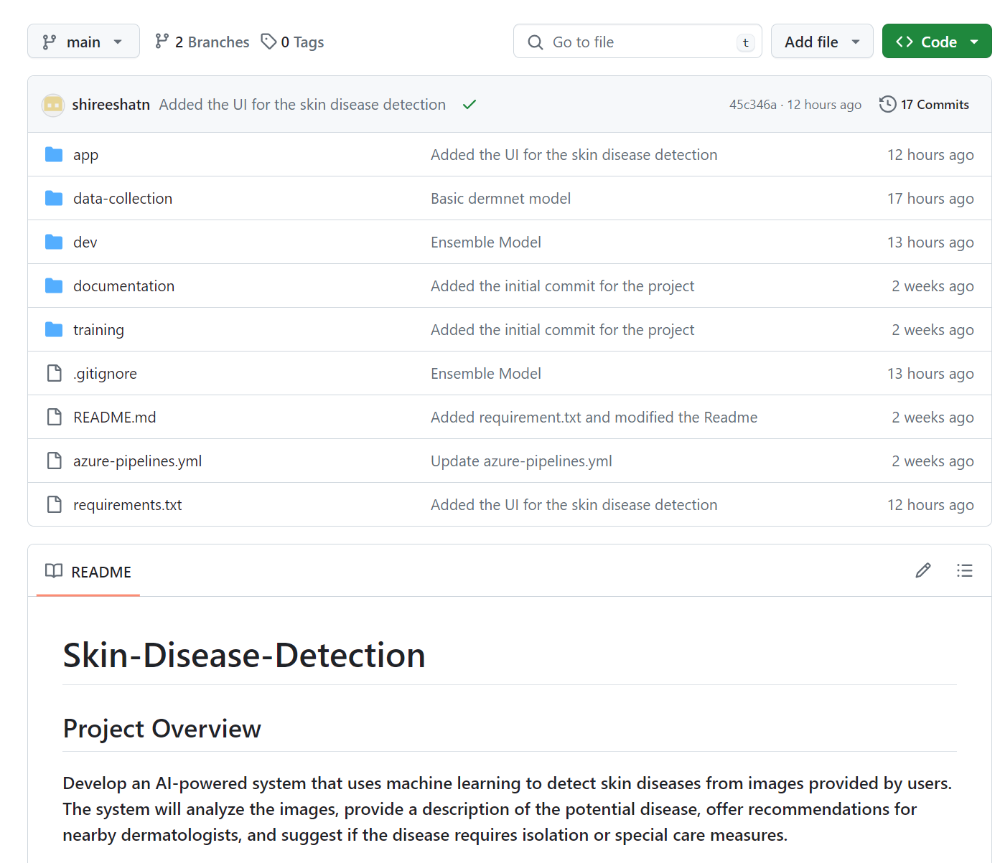 main 2 Branches 0 Tags Go to file t Add file Code
shireeshatn Added the UI for the skin disease detection 45c346a · 12 hours ago 17 Commits
app Added the UI for the skin disease detection 12 hours ago
data-collection Basic dermnet model 17 hours ago
dev Ensemble Model 13 hours ago
documentation Added the initial commit for the project 2 weeks ago
training Added the initial commit for the project 2 weeks ago
.gitignore Ensemble Model 13 hours ago
README.md Added requirement.txt and modified the Readme 2 weeks ago
azure-pipelines.yml Update azure-pipelines.yml 2 weeks ago
requirements.txt Added the UI for the skin disease detection 12 hours ago
README
Skin-Disease-Detection
Project Overview
Develop an AI-powered system that uses machine learning to detect skin diseases from images provided by users.
The system will analyze the images, provide a description of the potential disease, offer recommendations for
nearby dermatologists, and suggest if the disease requires isolation or special care measures.